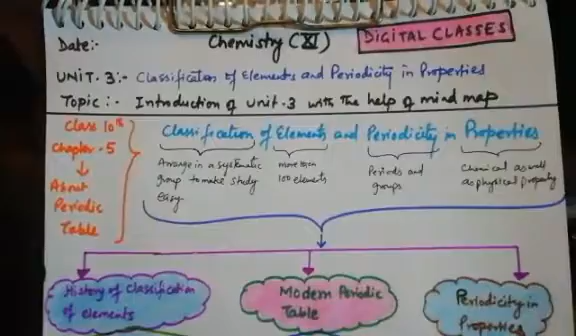 Date:-
Chemistry (XI)
DIGITAL CLASSES
UNIT-3:- Classification of Elements and Periodicity in Properties
Topic:- Introduction of Unit-3 with the help of mind map
Class 10th
Chapter-5
About
Periodic
Table
Classification of Elements and Periodicity in Properties
Arrange in a systematic
group to make study
easy
more than
100 elements
Periods and
groups
Chemical as well
as physical property
History of Classification
of elements
Modern Periodic
Table
Periodicity in
Properties